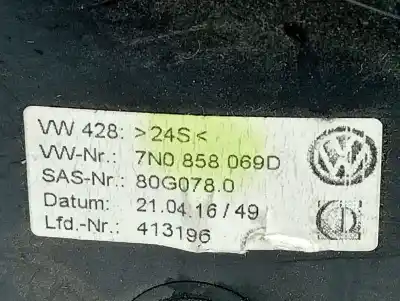 VW 428: >24S<
VW-Nr.: 7N0 858 069D
SAS-Nr.: 80G078.0
Datum: 21.04.16/49
Lfd.-Nr.: 413196